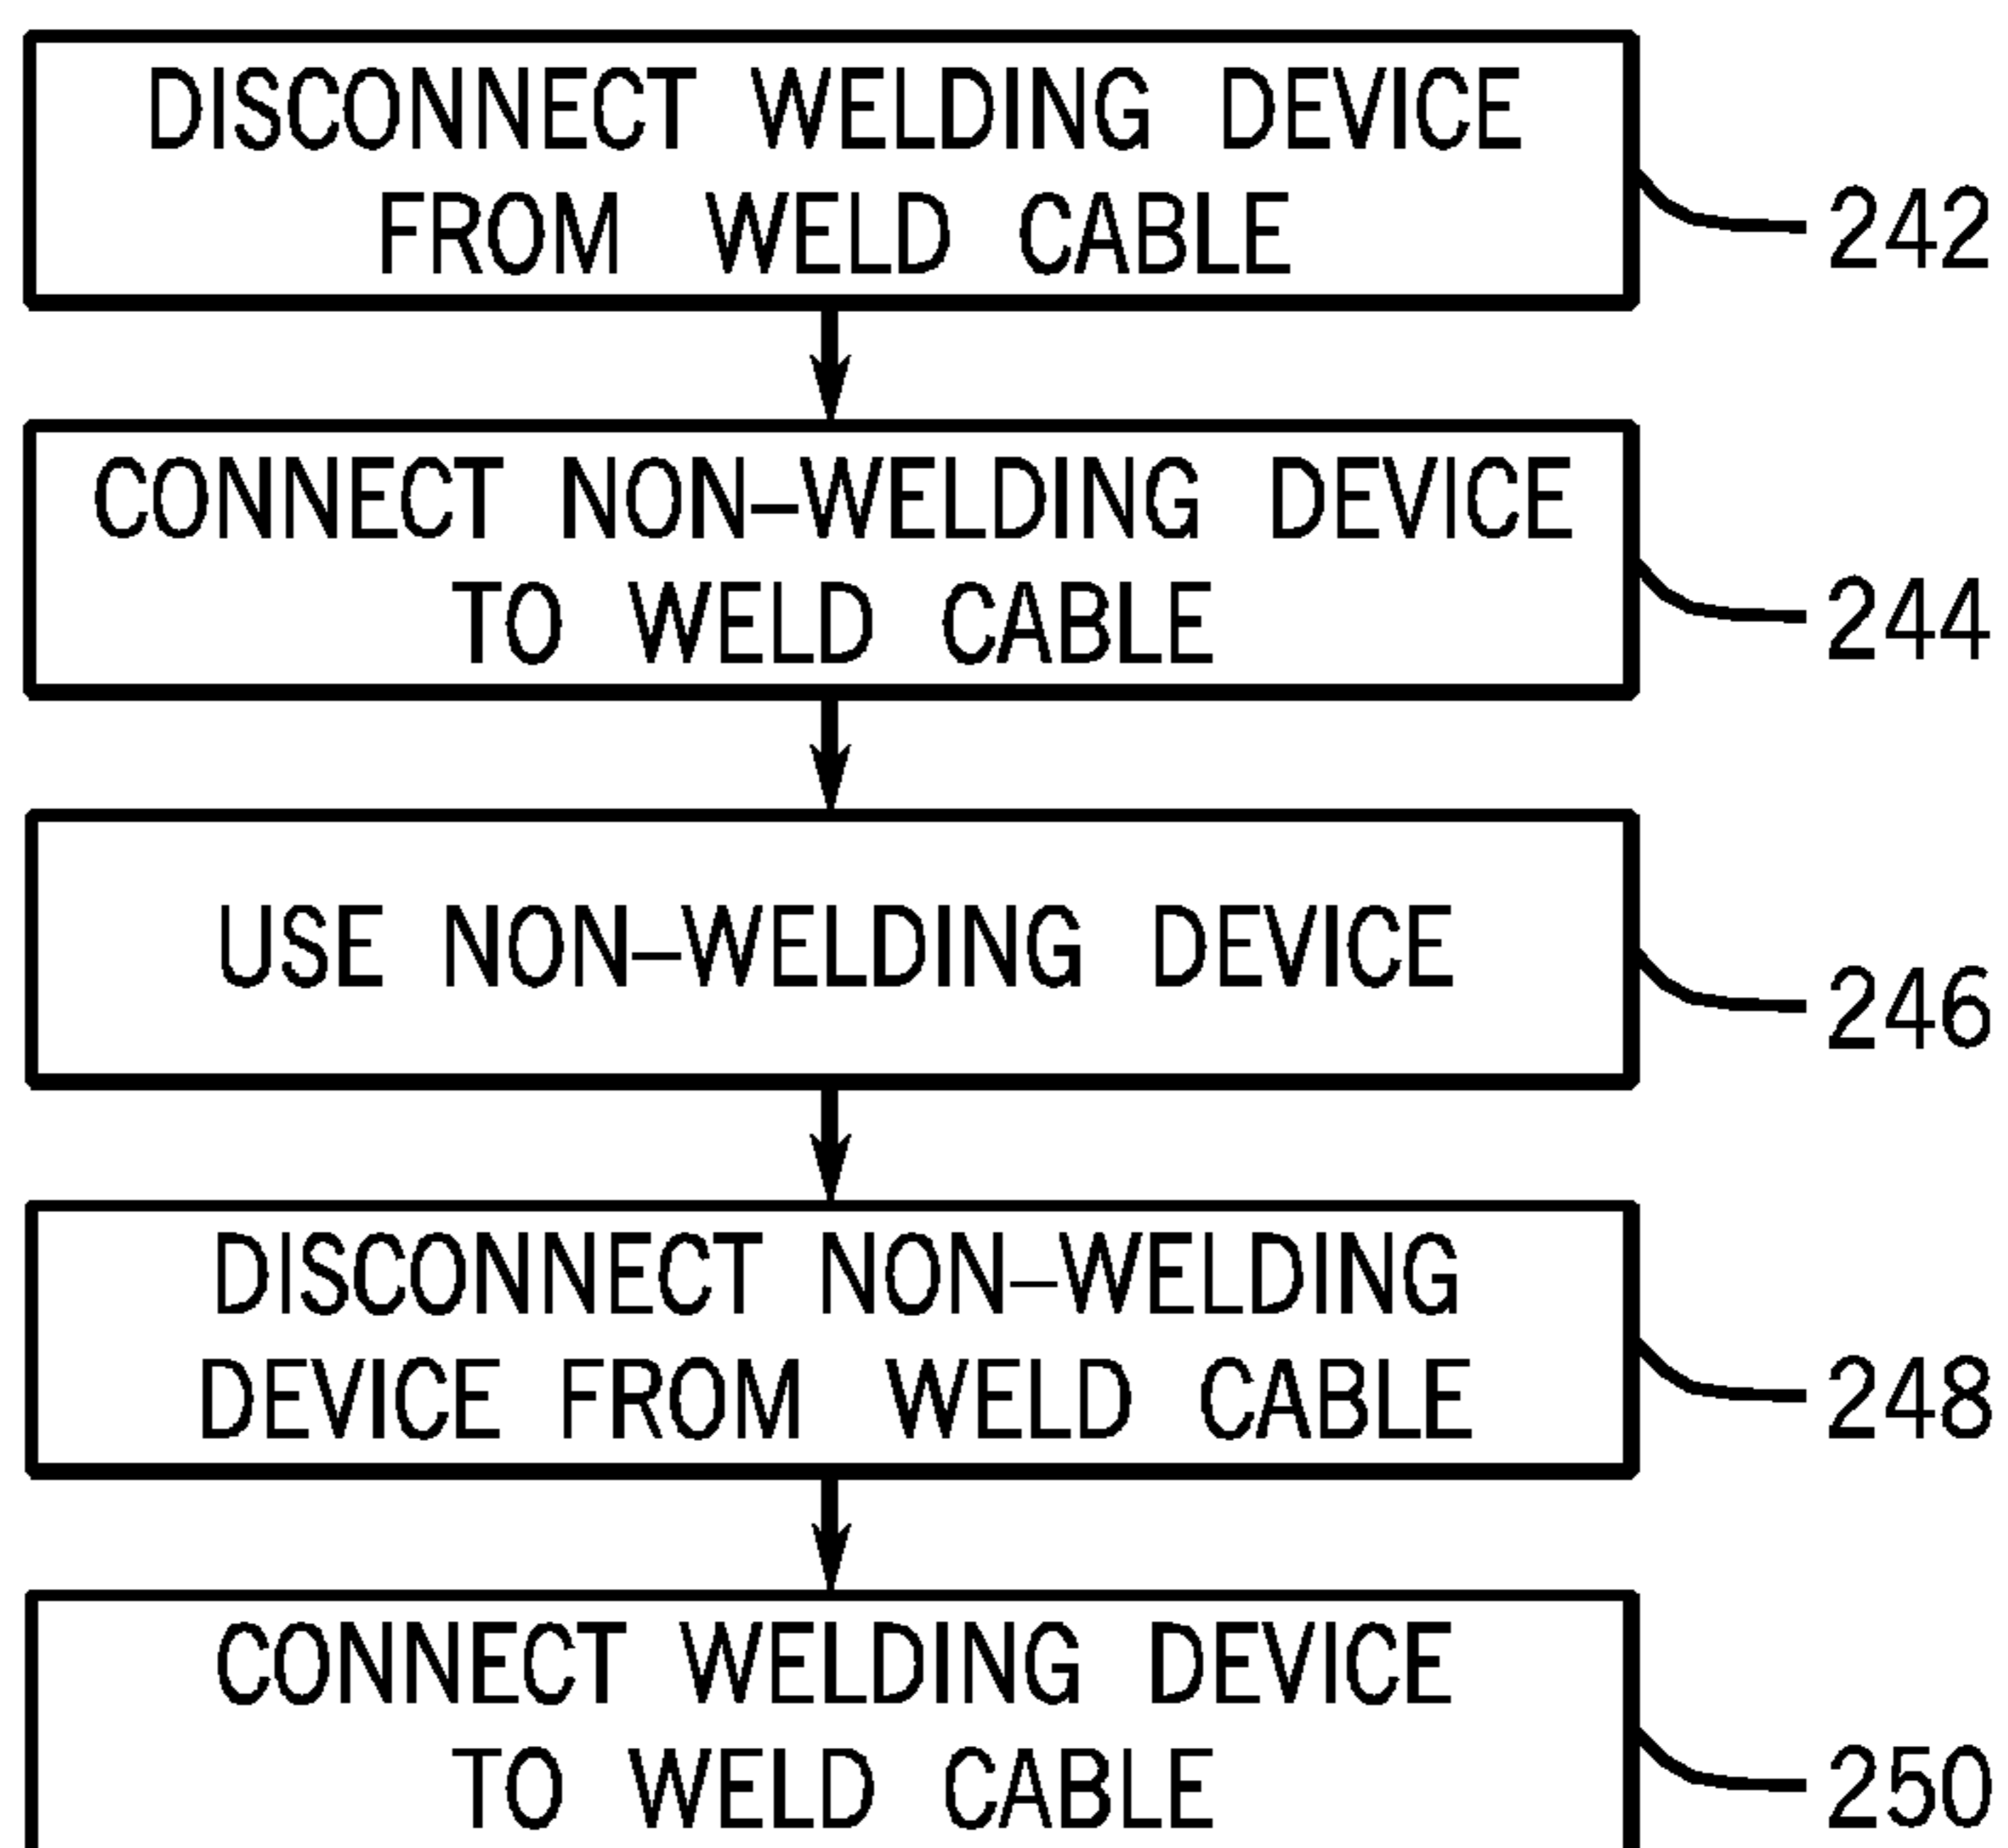 DISCONNECT WELDING DEVICE
FROM WELD CABLE
242
CONNECT NON–WELDING DEVICE
TO WELD CABLE
244
USE NON–WELDING DEVICE
246
DISCONNECT NON–WELDING
DEVICE FROM WELD CABLE
248
CONNECT WELDING DEVICE
TO WELD CABLE
250